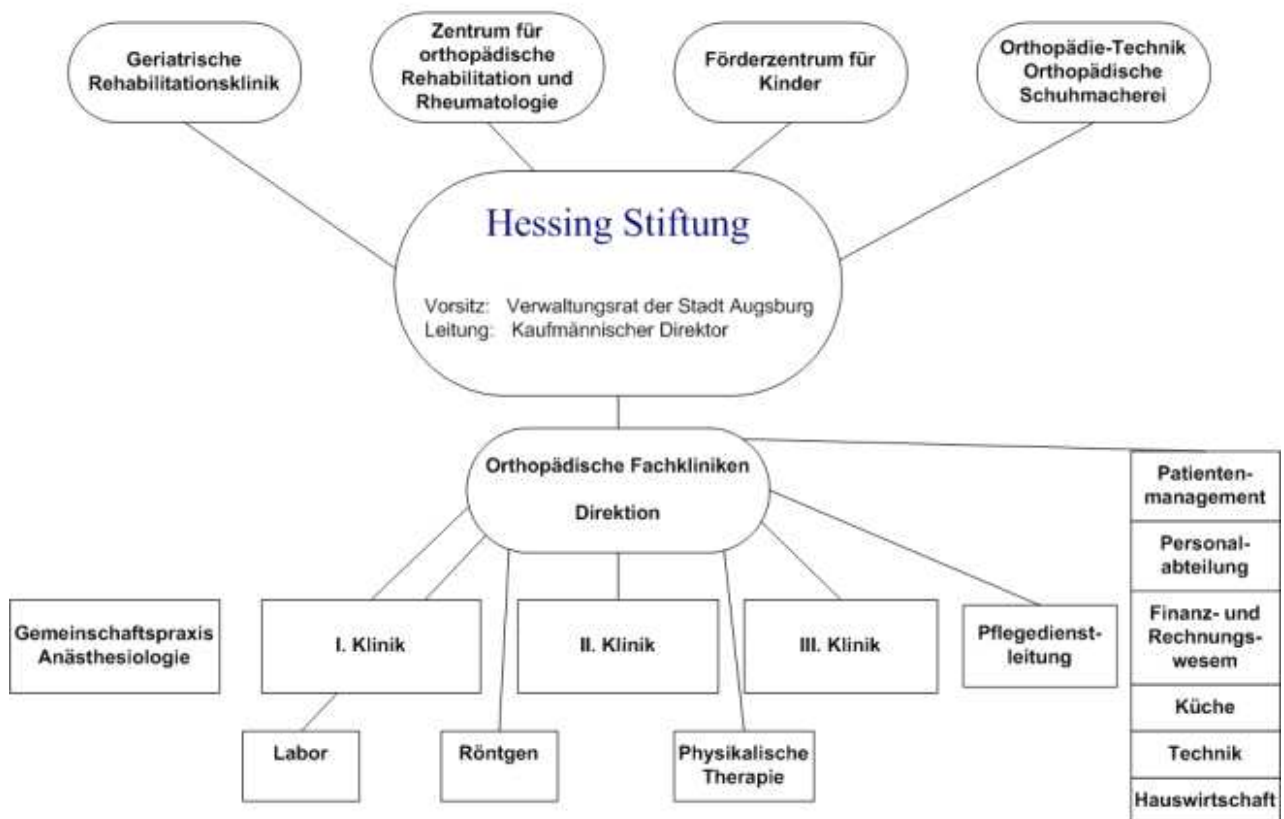 Geriatrische
Rehabilitationsklinik
Zentrum für
orthopädische
Rehabilitation und
Rheumatologie
Förderzentrum für
Kinder
Orthopädie-Technik
Orthopädische
Schuhmacherei
Hessing Stiftung
Vorsitz: Verwaltungsrat der Stadt Augsburg
Leitung: Kaufmännischer Direktor
Orthopädische Fachkliniken
Direktion
Patienten-
management
Personal-
abteilung
Finanz- und
Rechnungs-
wesem
Küche
Technik
Hauswirtschaft
Gemeinschaftspraxis
Anästhesiologie
I. Klinik
II. Klinik
III. Klinik
Pflegedienst-
leitung
Labor
Röntgen
Physikalische
Therapie